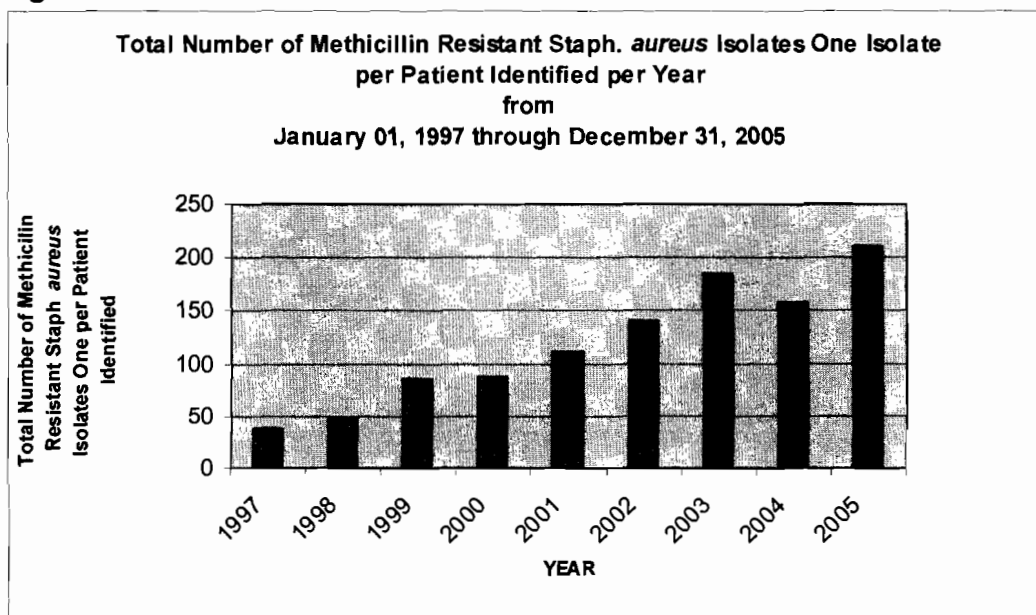 Total Number of Methicillin Resistant Staph. aureus Isolates One Isolate
per Patient Identified per Year
from
January 01, 1997 through December 31, 2005
Total Number of Methicillin
Resistant Staph aureus
Isolates One per Patient
Identified
250
200
150
100
50
0
1997
1998
1999
2000
2001
2002
2003
2004
2005
YEAR